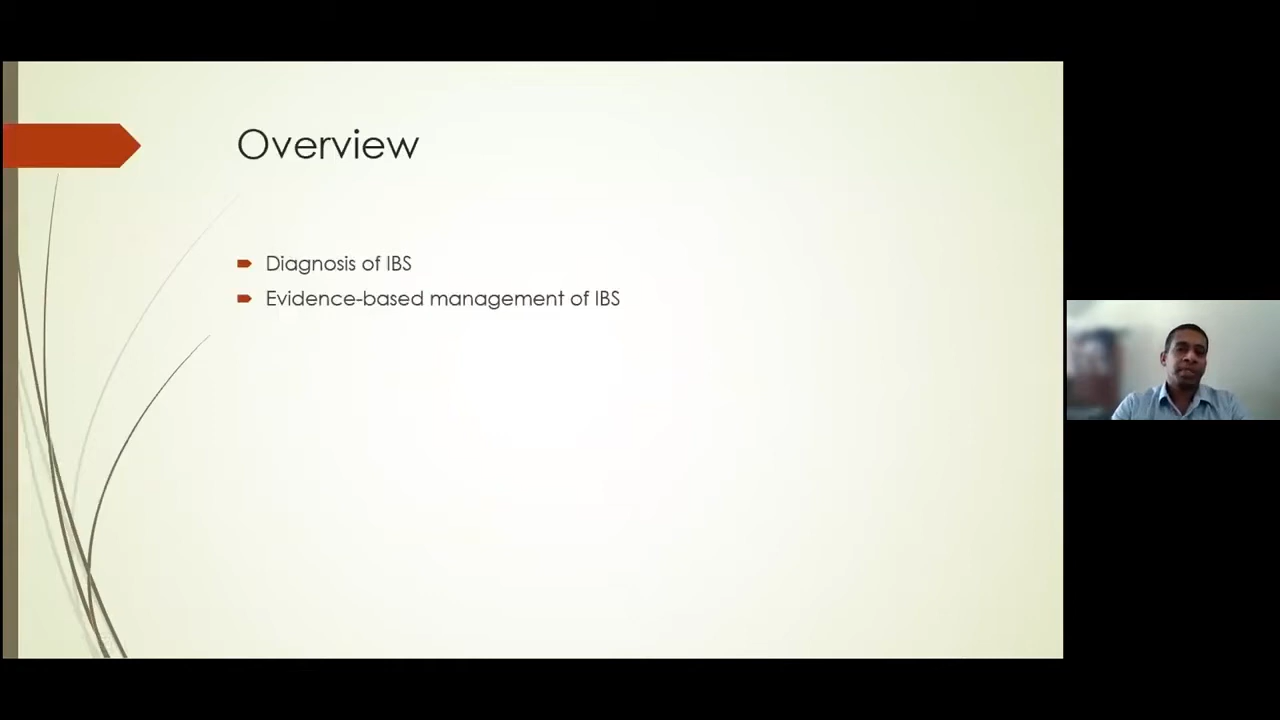 Overview
Diagnosis of IBS
Evidence-based management of IBS